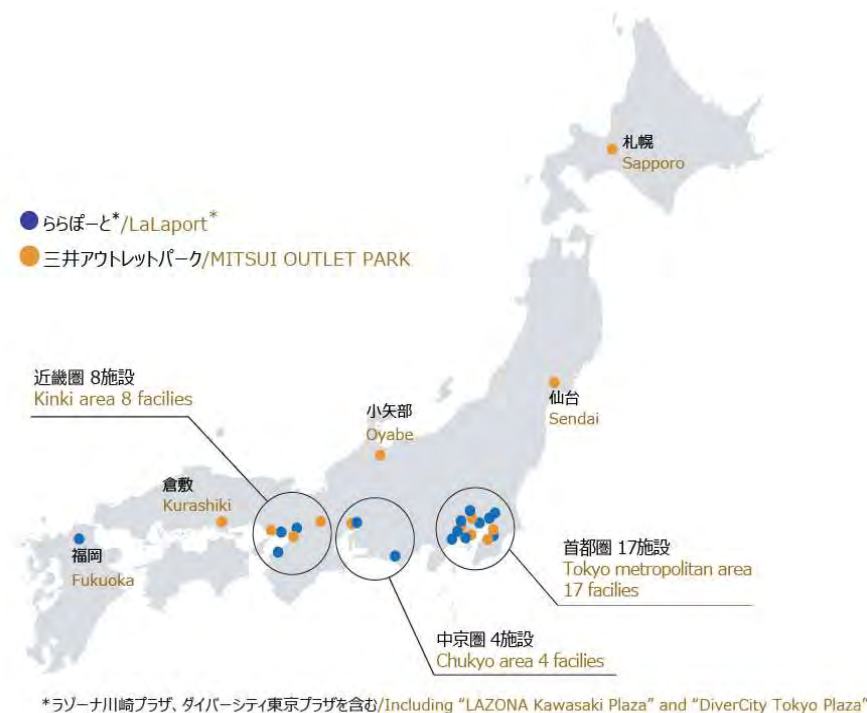 札幌
Sapporo
ららぽーと*/LaLaport*
三井アウトレットパーク/MITSUI OUTLET PARK
近畿圏 8施設
Kinki area 8 facilies
小矢部
Oyabe
仙台
Sendai
倉敷
Kurashiki
福岡
Fukuoka
首都圏 17施設
Tokyo metropolitan area
17 facilies
中京圏 4施設
Chukyo area 4 facilies
*ラゾーナ川崎プラザ、ダイバーシティ東京プラザを含む/Including “LAZONA Kawasaki Plaza” and “DiverCity Tokyo Plaza”